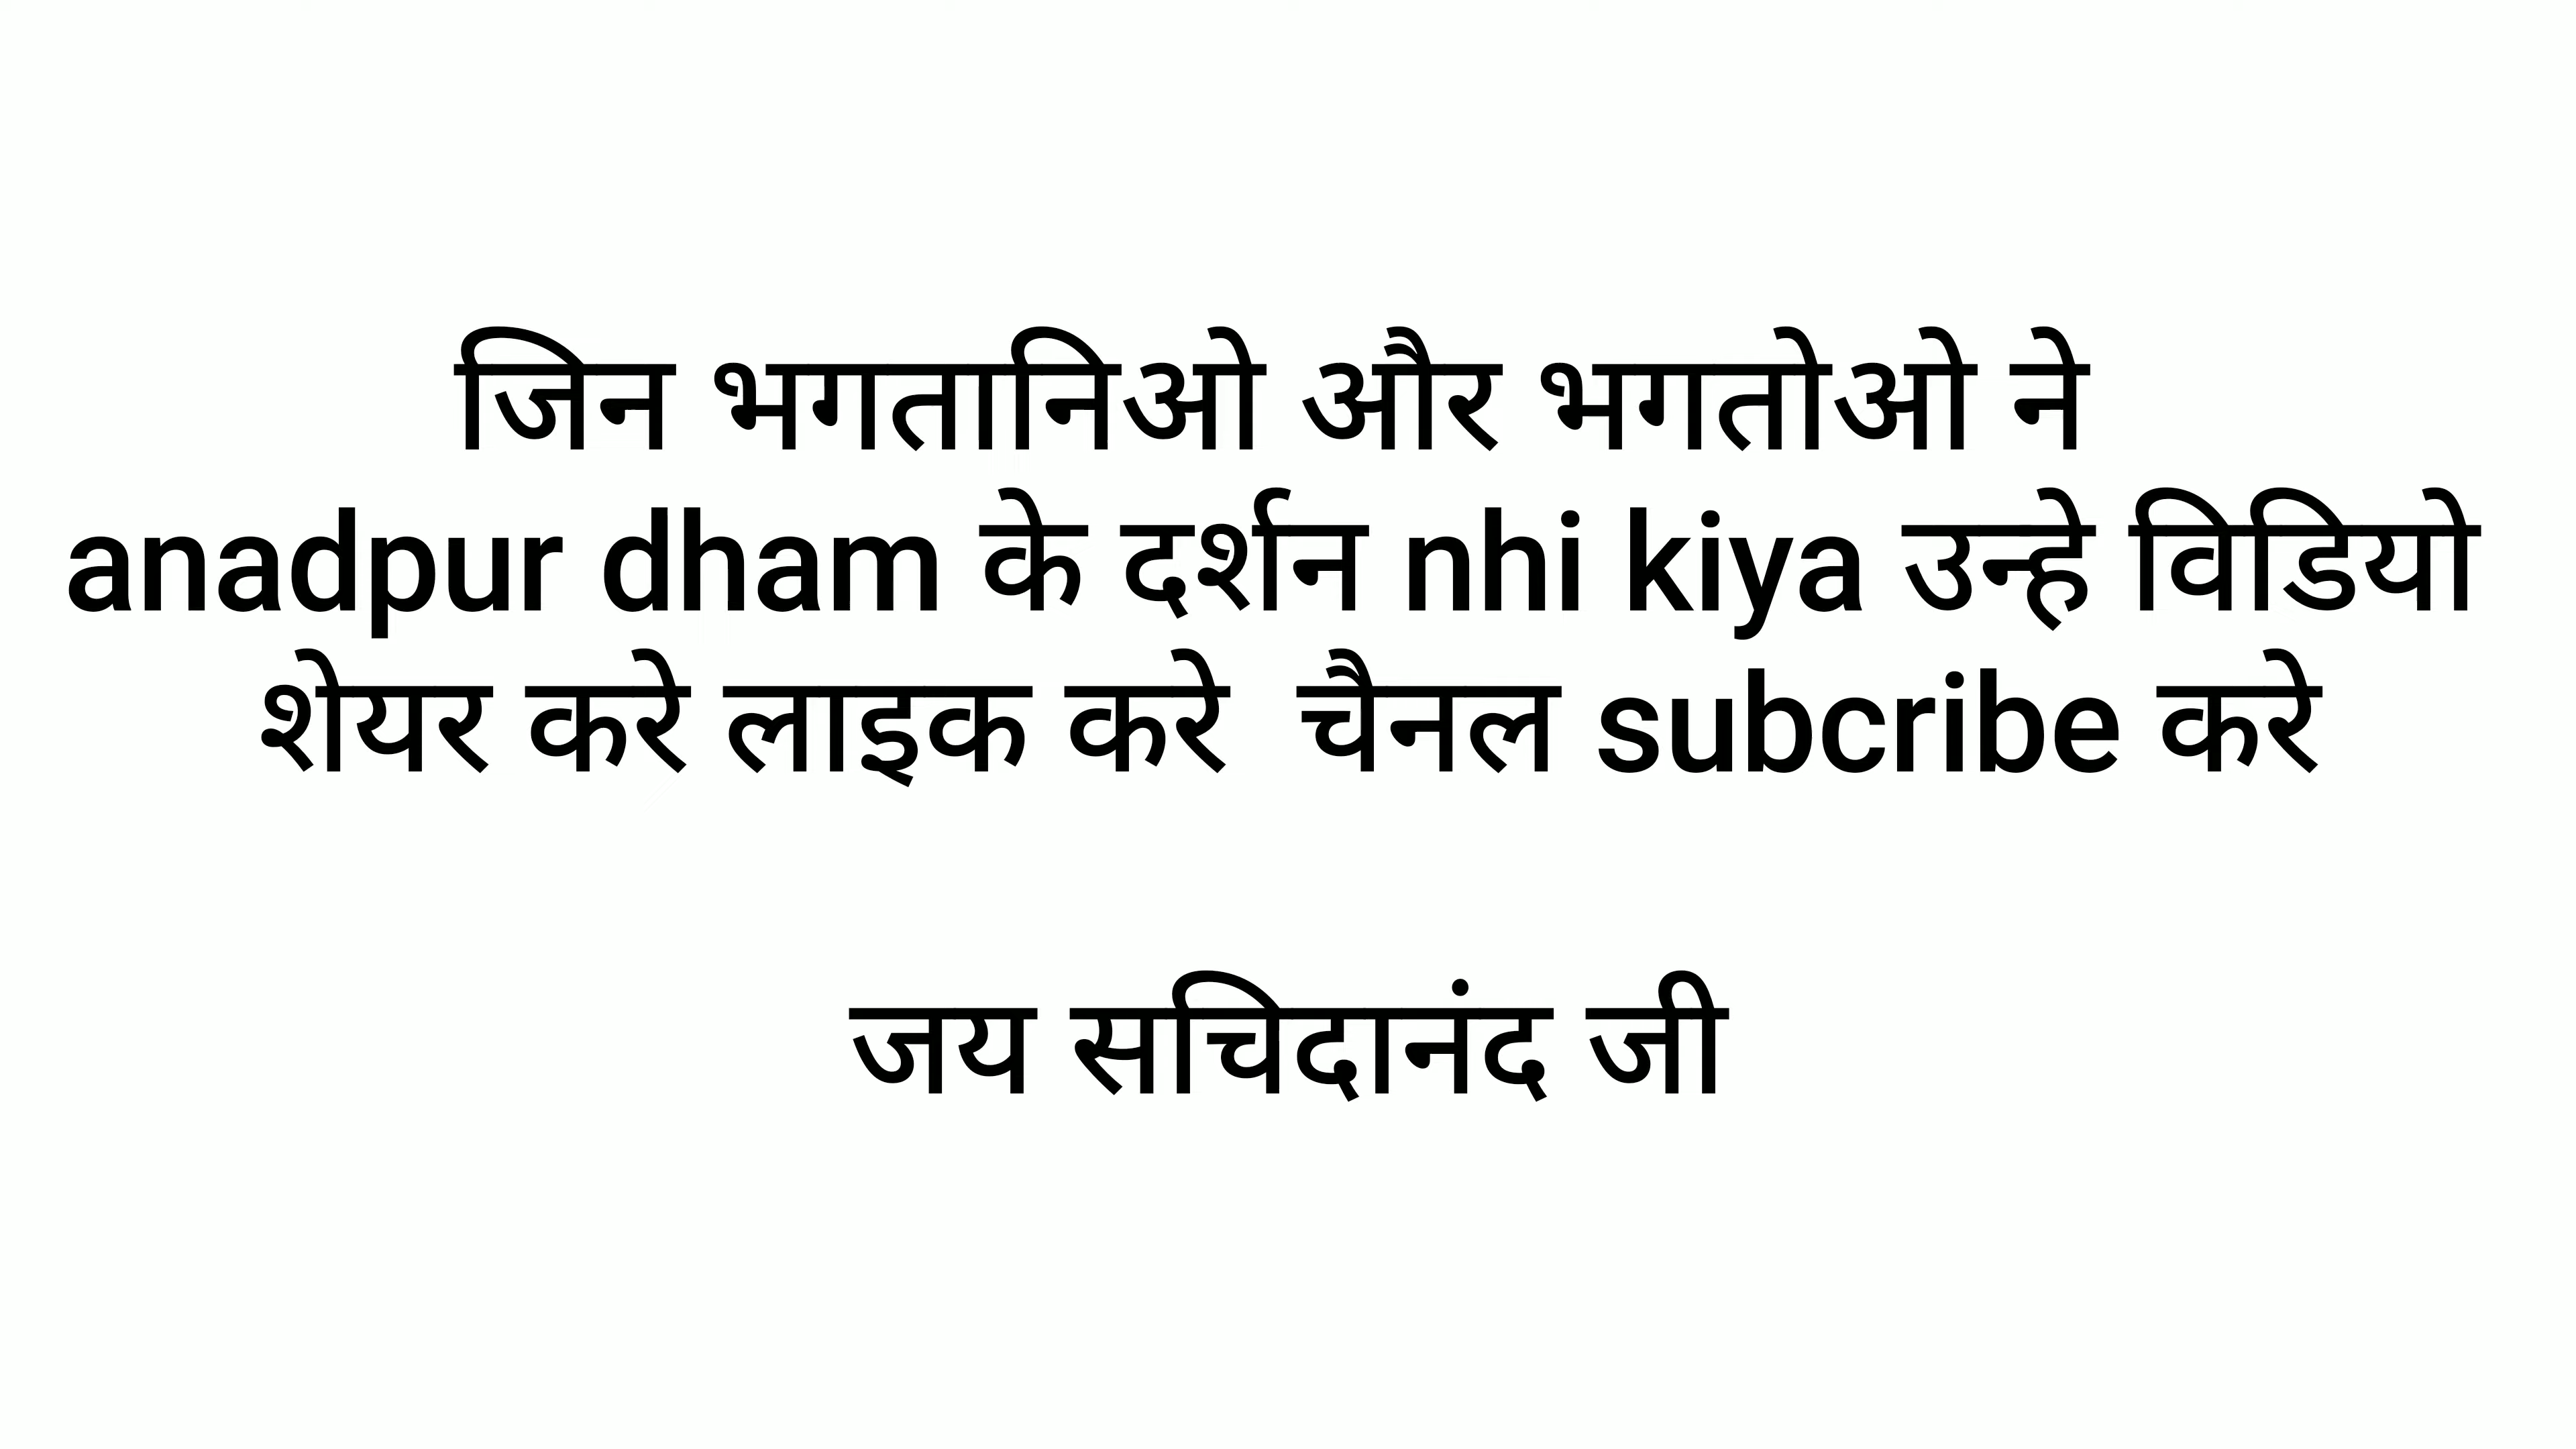 जिन भगतानिओ और भगतोओ ने
anadpur dham के दर्शन nhi kiya उन्हे विडियो
शेयर करे लाइक करे चैनल subcribe करे
जय सचिदानंद जी